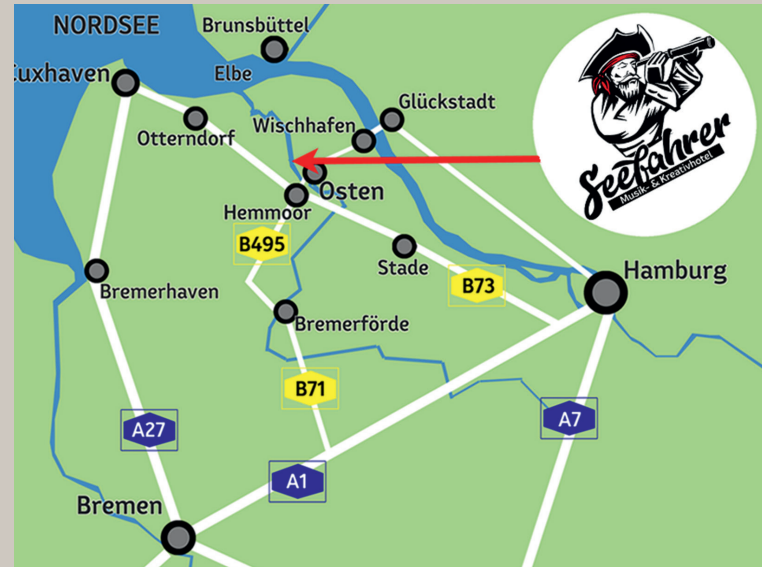 NORDSEE
Brunsbüttel
Cuxhaven
Elbe
Glückstadt
Otterndorf
Wischhafen
Seefahrer
Musik- & Kreativhotel
Osten
Hemmoor
B495
Stade
Hamburg
Bremerhaven
B73
Bremerförde
B71
A27
A7
A1
Bremen